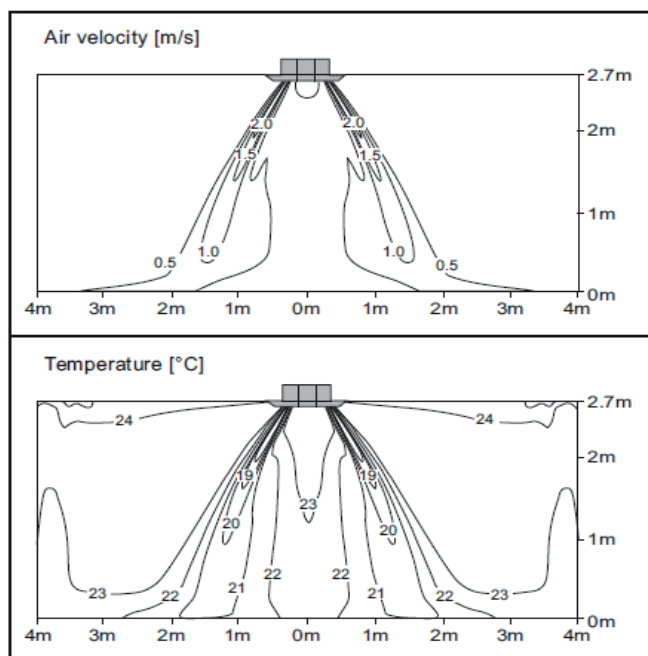 Air velocity [m/s]
2.7m
2.0 2.0
2m
1.5 1.5
1m
1.0 1.0
0.5 0.5
0m
4m 3m 2m 1m 0m 1m 2m 3m 4m
Temperature [°C]
2.7m
24 24
2m
19 19
23
20 20
1m
22 22
21 21
23 22 22 23
0m
4m 3m 2m 1m 0m 1m 2m 3m 4m